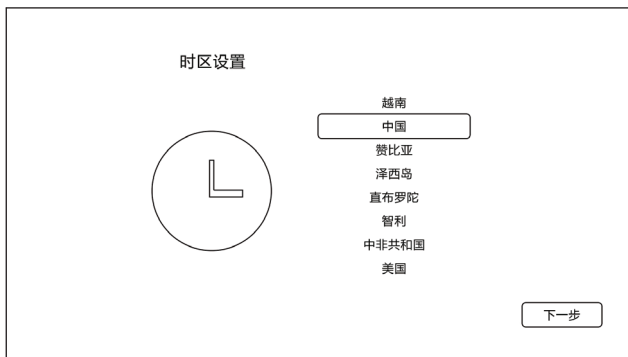 时区设置
越南
中国
赞比亚
泽西岛
直布罗陀
智利
中非共和国
美国
下一步